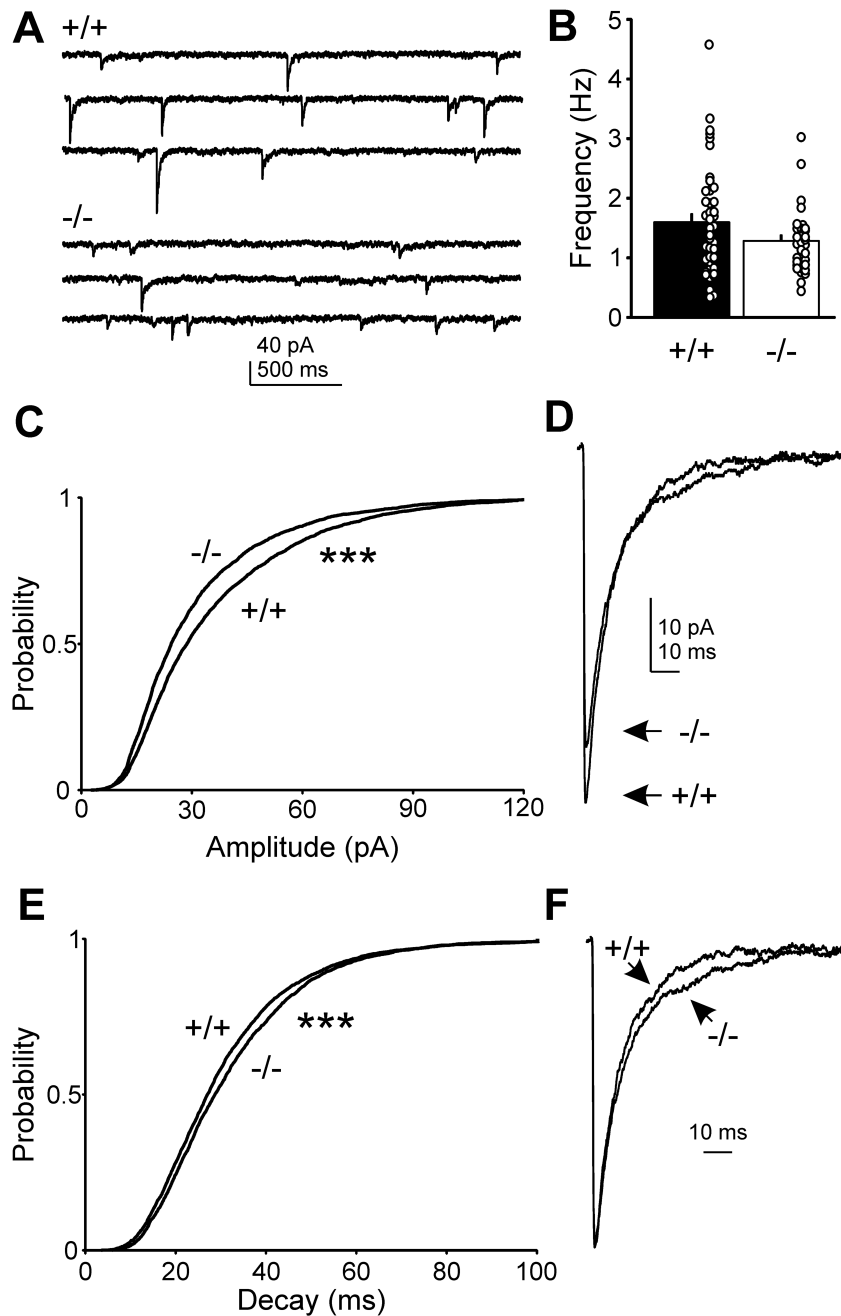 A
+/+
-/-
40 pA
500 ms
B
Frequency (Hz)
5
4
3
2
1
0
+/+
-/-
C
Probability
1
0.5
0
-/-
***
+/+
0
30
60
90
120
Amplitude (pA)
D
10 pA
10 ms
-/-
+/+
E
Probability
1
0.5
0
+/+
***
-/-
0
20
40
60
80
100
Decay (ms)
F
+/+
-/-
10 ms